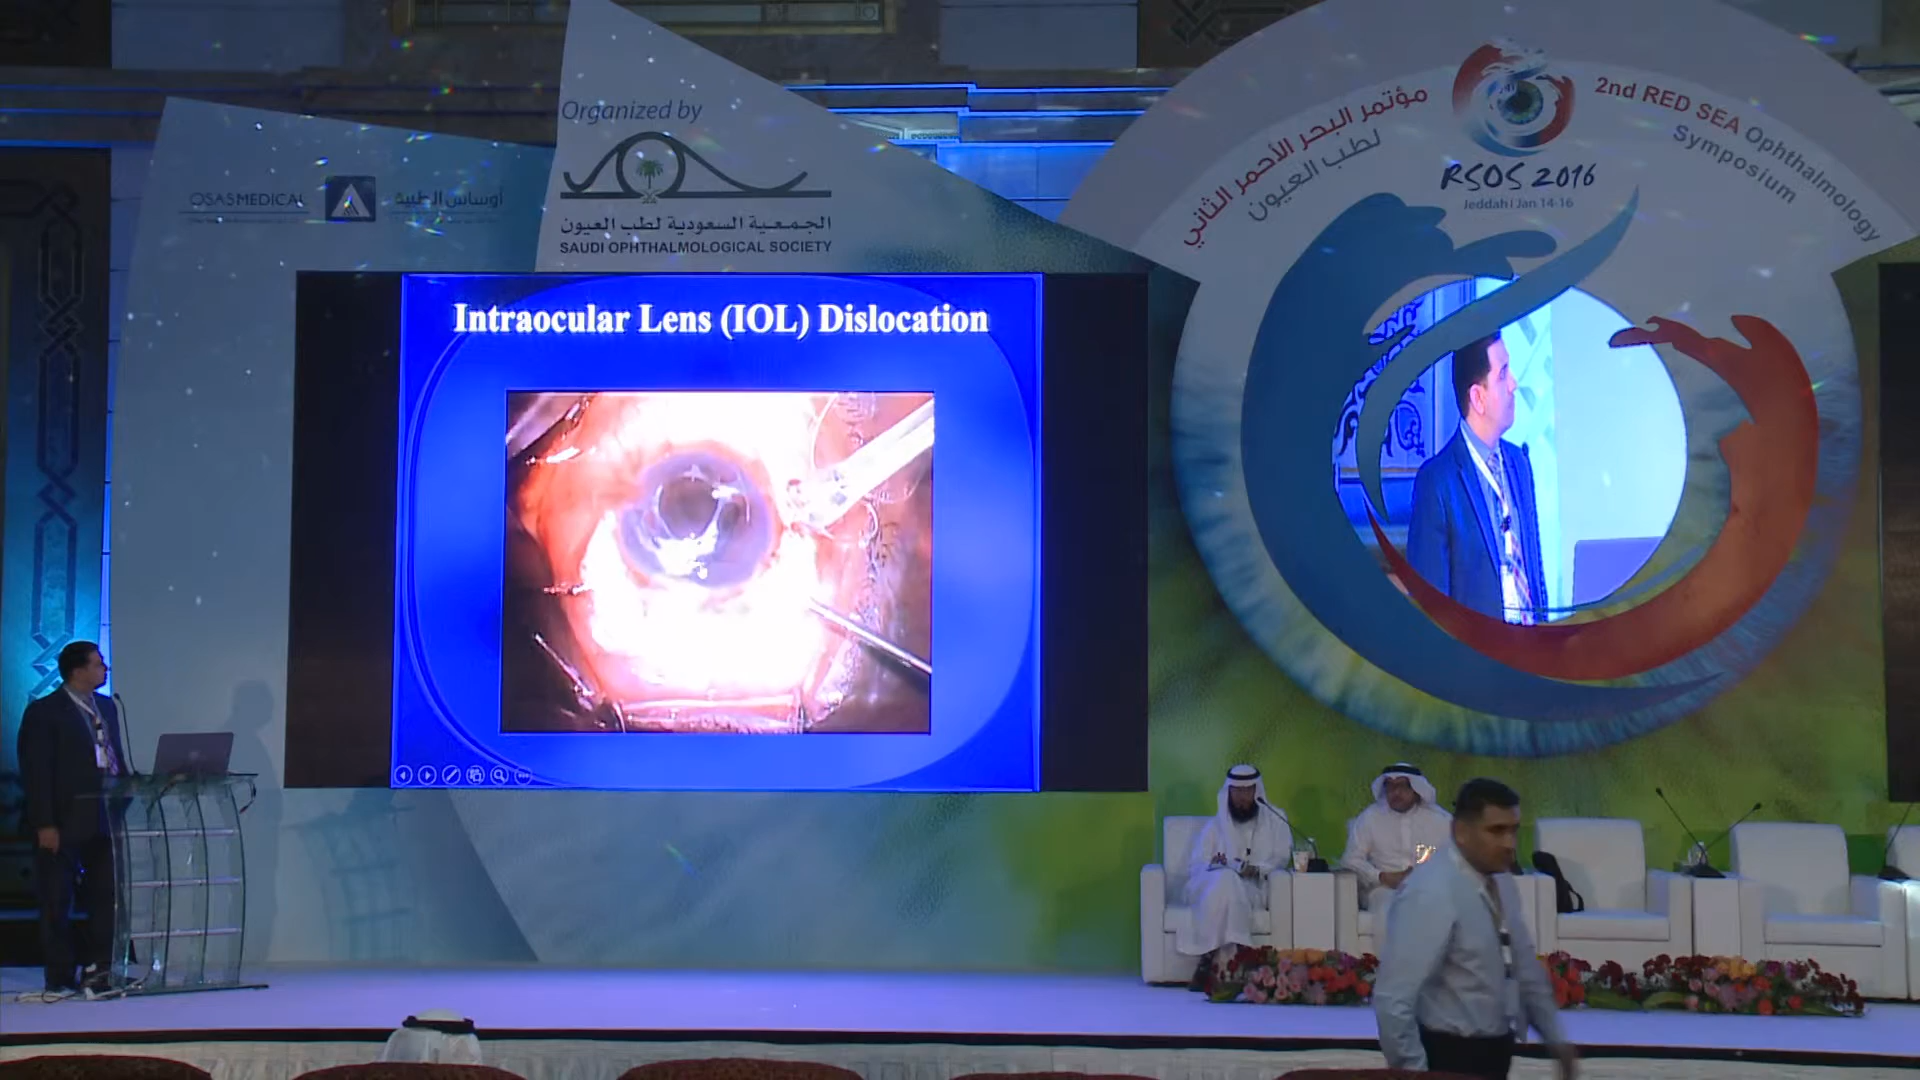 Organized by
OSASMEDICAL
أوساس الطبية
الجمعية السعودية لطب العيون
SAUDI OPHTHALMOLOGICAL SOCIETY
مؤتمر البحر الأحمر الثاني
لطب العيون
2nd RED SEA Ophthalmology
Symposium
RSOS 2016
Jeddah | Jan 14-16
Intraocular Lens (IOL) Dislocation